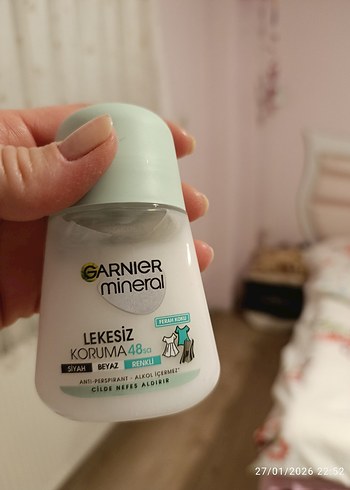 GARNIER
mineral
LEKESİZ
KORUMA 48sa
FERAH KOKU
SİYAH BEYAZ RENKLİ
ANTI-PERSPIRANT - ALKOL İÇERMEZ*
CİLDE NEFES ALDIRIR
27/01/2026 22:52